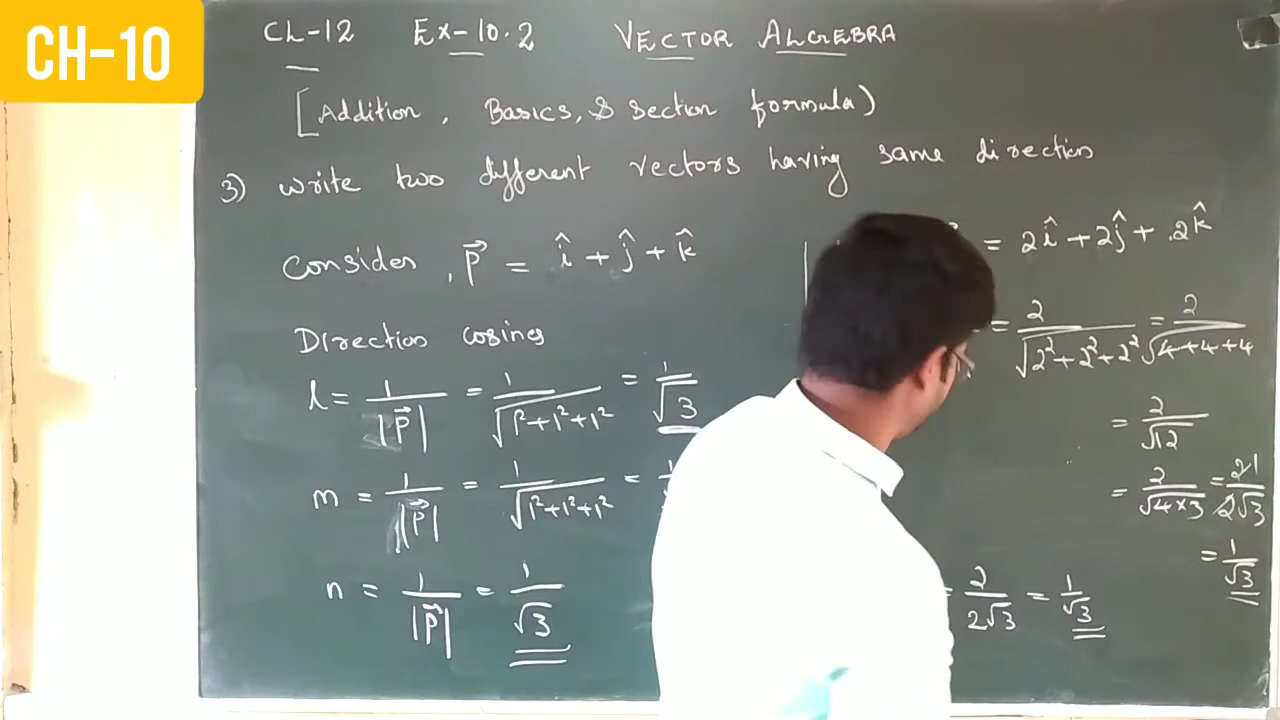 CH-10
CL-12 Ex-10.2 VECTOR ALGEBRA
[Addition, Basics, & section formula)
3) write two different vectors having same direction
consider, p⃗ = î + ĵ + k̂
Direction cosines
l = 1/|p⃗| = 1/√(1²+1²+1²) = 1/√3
m = 1/|p⃗| = 1/√(1²+1²+1²) =
n = 1/|p⃗| = 1/√3
= 2î + 2ĵ + 2k̂
= 2/√(2²+2²+2²) = 2/√(4+4+4)
= 2/√12
= 2/√(4×3) = 21/2√3
= 1/√3
= 2/2√3 = 1/√3